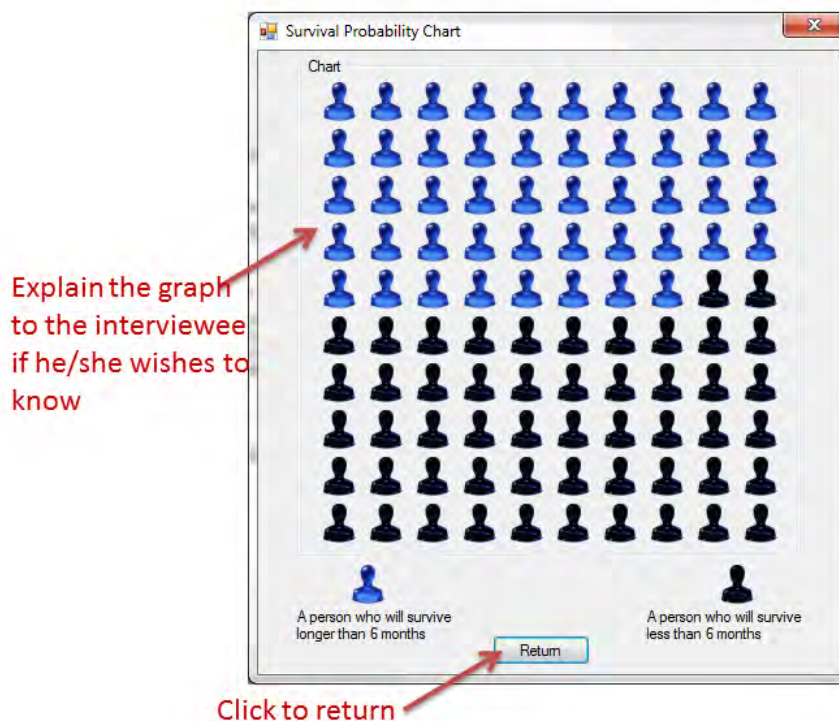 Survival Probability Chart
x
Chart
Explain the graph
to the interviewee
if he/she wishes to
know
A person who will survive
longer than 6 months
A person who will survive
less than 6 months
Return
Click to return